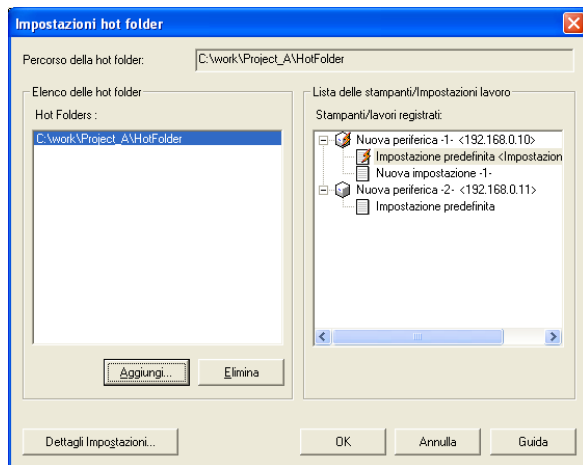 Impostazioni hot folder
Percorso della hot folder:
C:\work\Project_A\HotFolder
Elenco delle hot folder
Hot Folders :
C:\work\Project_A\HotFolder
Aggiungi...
Elimina
Lista delle stampanti/Impostazioni lavoro
Stampanti/lavori registrati:
Nuova periferica -1- <192.168.0.10>
Impostazione predefinita <Impostazion
Nuova impostazione -1-
Nuova periferica -2- <192.168.0.11>
Impostazione predefinita
Dettagli Impostazioni...
OK
Annulla
Guida